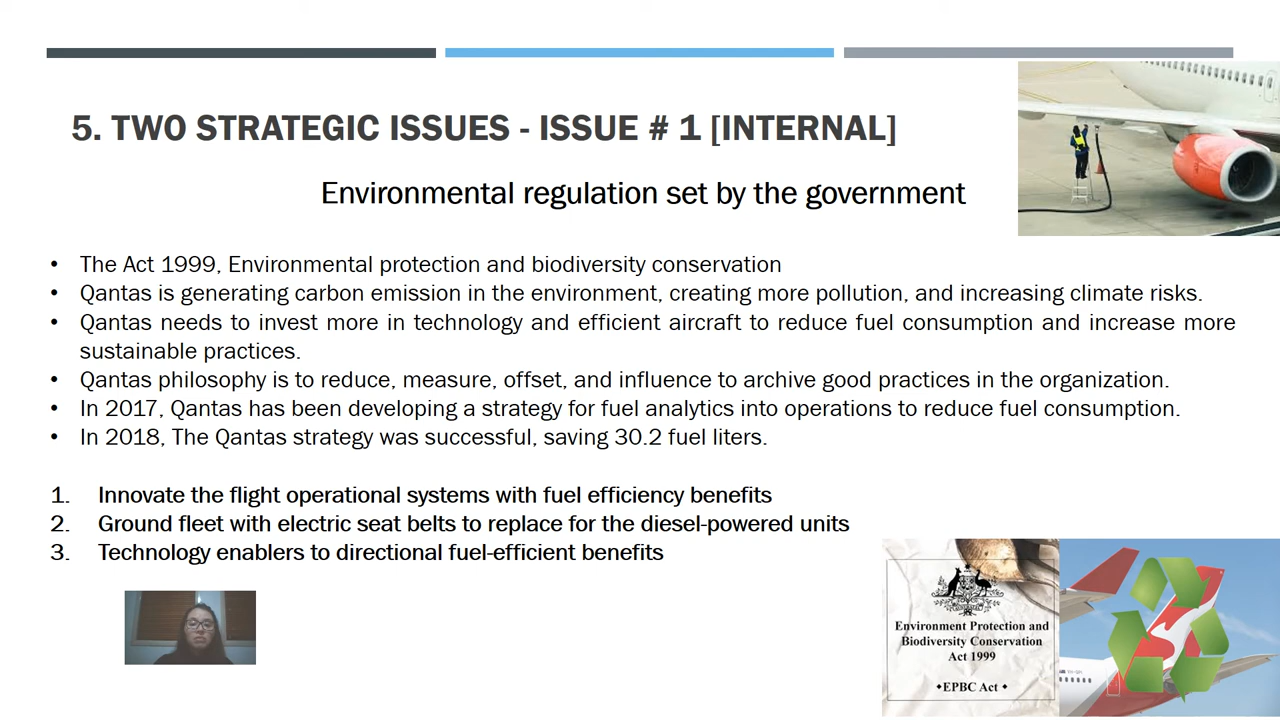 5. TWO STRATEGIC ISSUES - ISSUE # 1 [INTERNAL]
Environmental regulation set by the government
• The Act 1999, Environmental protection and biodiversity conservation
• Qantas is generating carbon emission in the environment, creating more pollution, and increasing climate risks.
• Qantas needs to invest more in technology and efficient aircraft to reduce fuel consumption and increase more
sustainable practices.
• Qantas philosophy is to reduce, measure, offset, and influence to archive good practices in the organization.
• In 2017, Qantas has been developing a strategy for fuel analytics into operations to reduce fuel consumption.
• In 2018, The Qantas strategy was successful, saving 30.2 fuel liters.
1. Innovate the flight operational systems with fuel efficiency benefits
2. Ground fleet with electric seat belts to replace for the diesel-powered units
3. Technology enablers to directional fuel-efficient benefits
Environment Protection and
Biodiversity Conservation
Act 1999
◆EPBC Act ◆